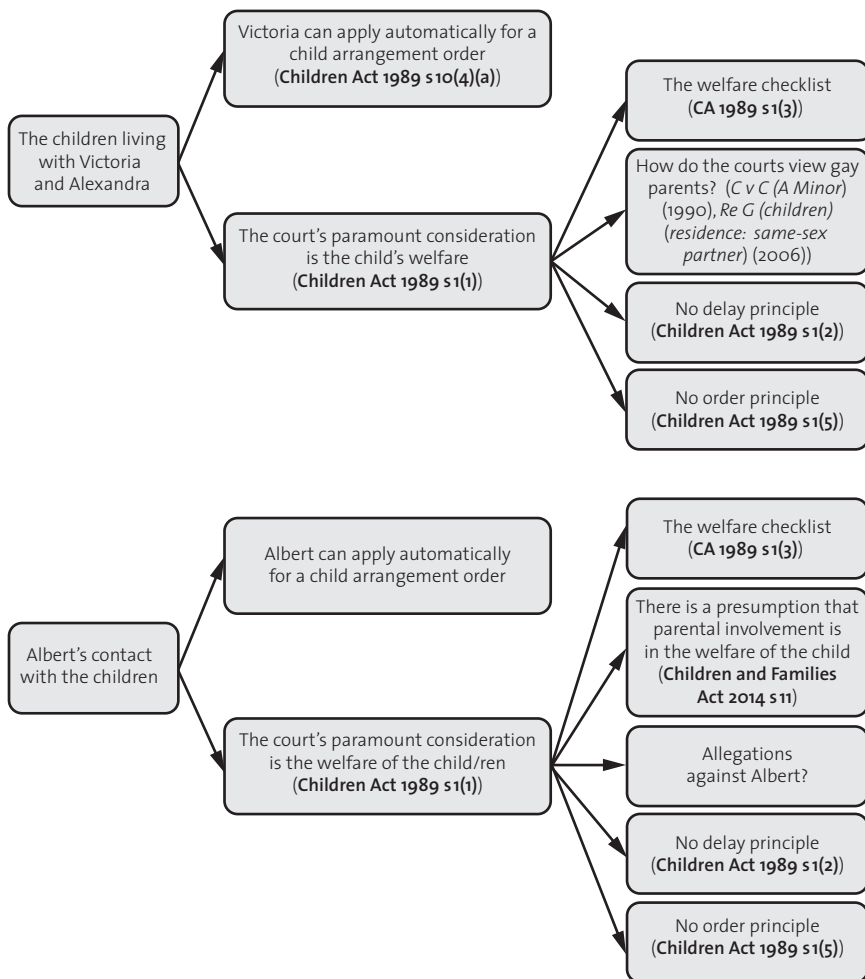 Victoria can apply automatically for a
child arrangement order
(Children Act 1989 s10(4)(a))
The children living
with Victoria
and Alexandra
The court's paramount consideration
is the child's welfare
(Children Act 1989 s1(1))
The welfare checklist
(CA 1989 s1(3))
How do the courts view gay
parents? (C v C (A Minor)
(1990), Re G (children)
(residence: same-sex
partner) (2006))
No delay principle
(Children Act 1989 s1(2))
No order principle
(Children Act 1989 s1(5))
Albert can apply automatically
for a child arrangement order
Albert's contact
with the children
The court's paramount consideration
is the welfare of the child/ren
(Children Act 1989 s1(1))
The welfare checklist
(CA 1989 s1(3))
There is a presumption that
parental involvement is
in the welfare of the child
(Children and Families
Act 2014 s11)
Allegations
against Albert?
No delay principle
(Children Act 1989 s1(2))
No order principle
(Children Act 1989 s1(5))